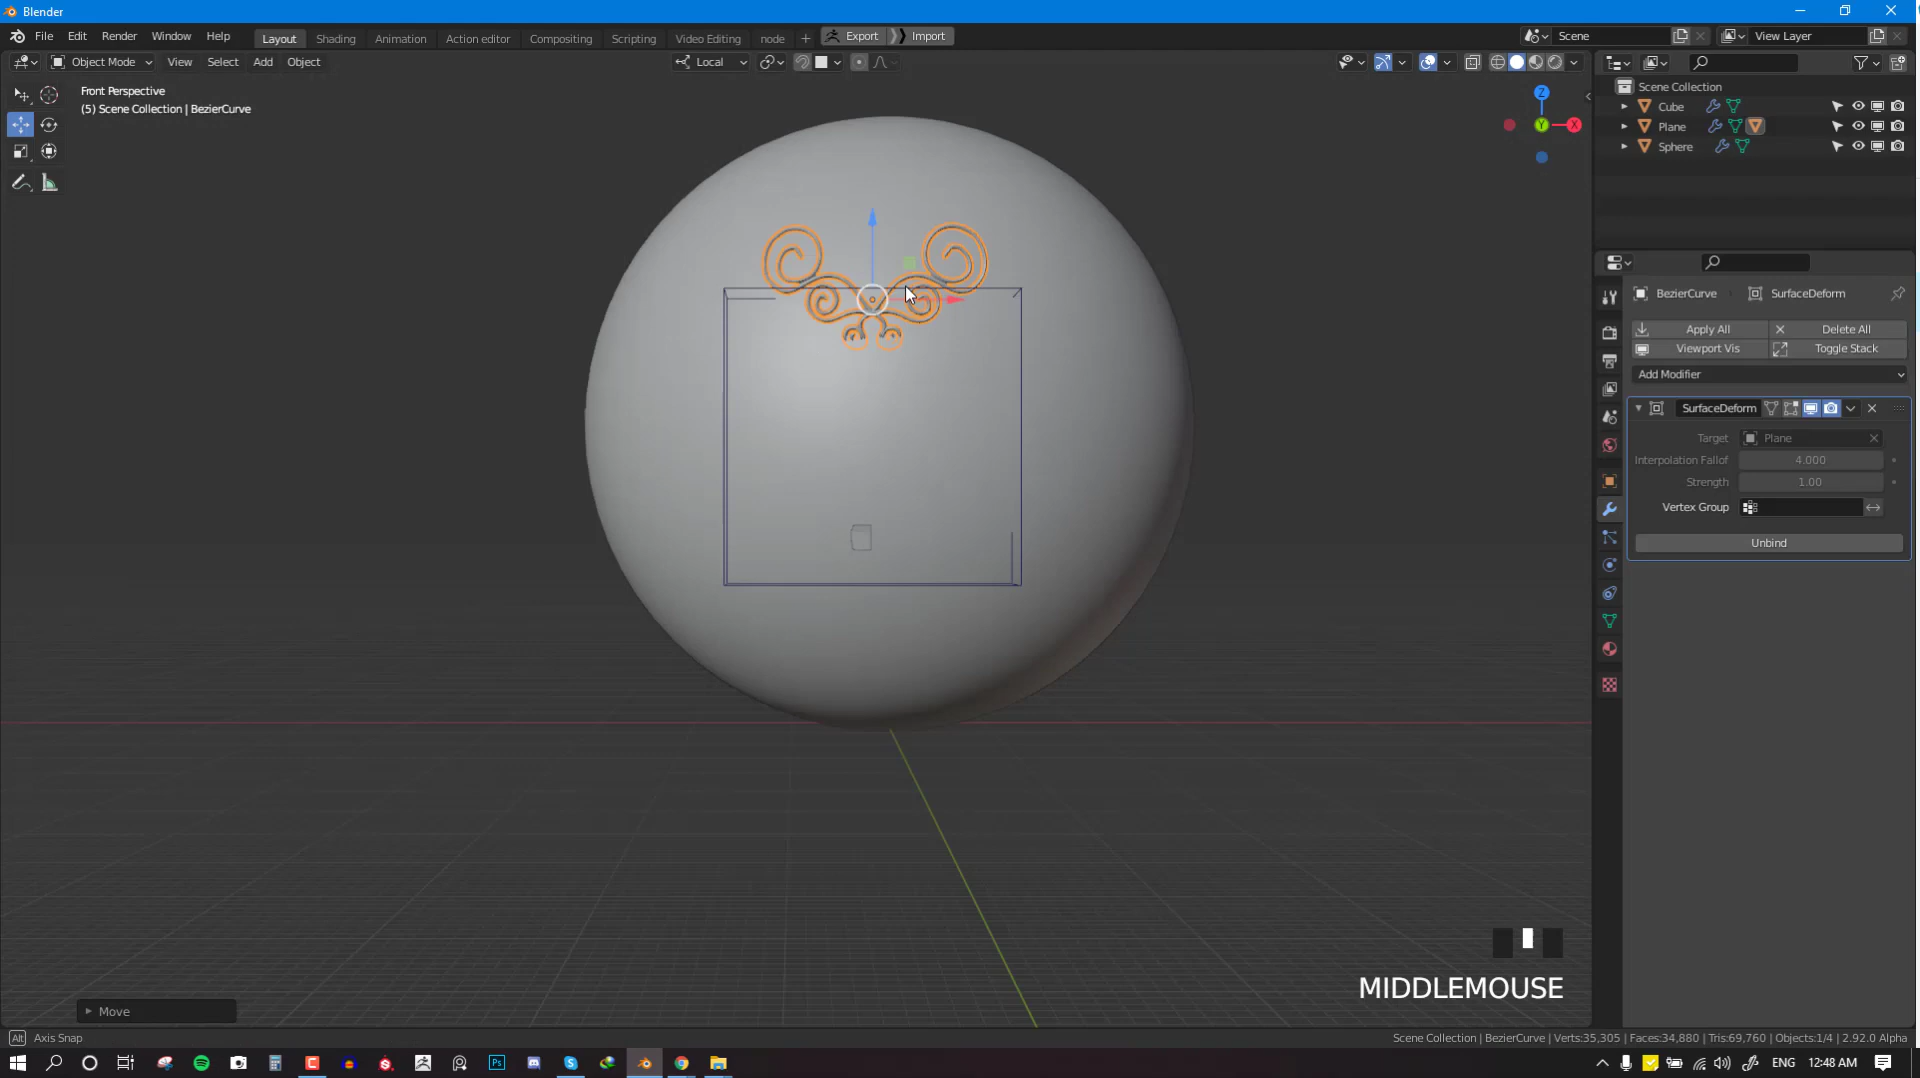 Blender
File Edit Render Window Help Layout Shading Animation Action editor Compositing Scripting Video Editing node + Export Import Scene View Layer
Object Mode View Select Add Object Local
Front Perspective
(5) Scene Collection | BezierCurve
Z
Y
X
Scene Collection
Cube
Plane
Sphere
BezierCurve SurfaceDeform
Apply All Delete All
Viewport Vis Toggle Stack
Add Modifier
SurfaceDeform
Target Plane
Interpolation Fallof 4.000
Strength 1.00
Vertex Group
Unbind
MIDDLEMOUSE
Move
Alt Axis Snap
Scene Collection | BezierCurve | Verts:35,305 | Faces:34,880 | Tris:69,760 | Objects:1/4 | 2.92.0 Alpha
Ps
ENG 12:48 AM